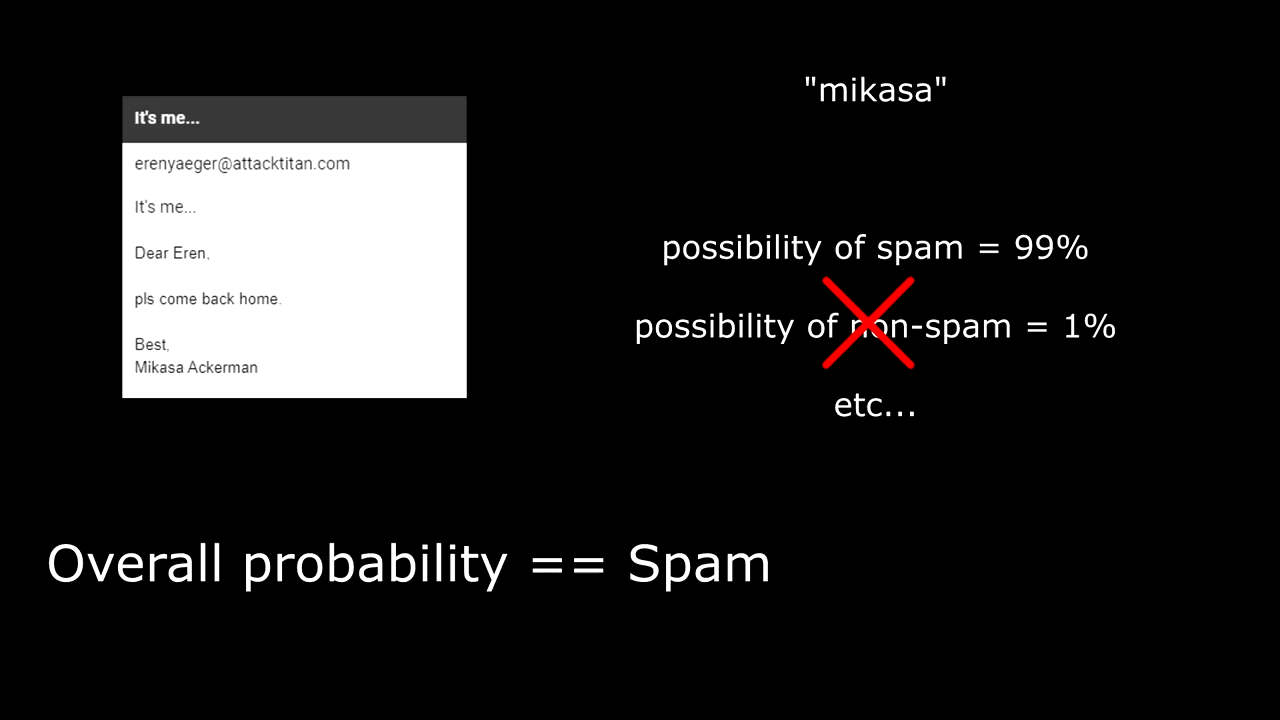 It's me...
erenyaeger@attacktitan.com
It's me...
Dear Eren,
pls come back home.
Best,
Mikasa Ackerman
"mikasa"
possibility of spam = 99%
possibility of non-spam = 1%
etc...
Overall probability == Spam